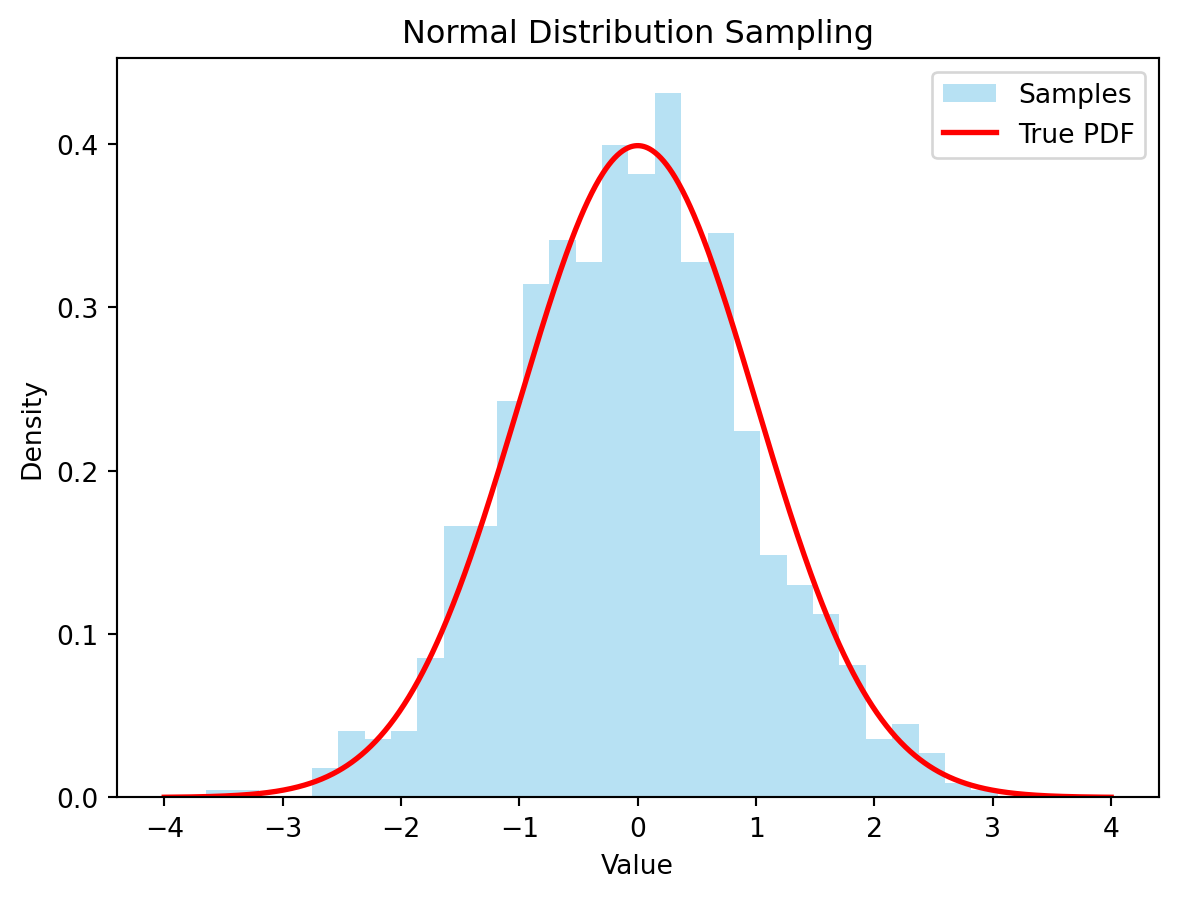 Normal Distribution Sampling
Samples
True PDF
0.4
0.3
0.2
0.1
0.0
Density
−4 −3 −2 −1 0 1 2 3 4
Value